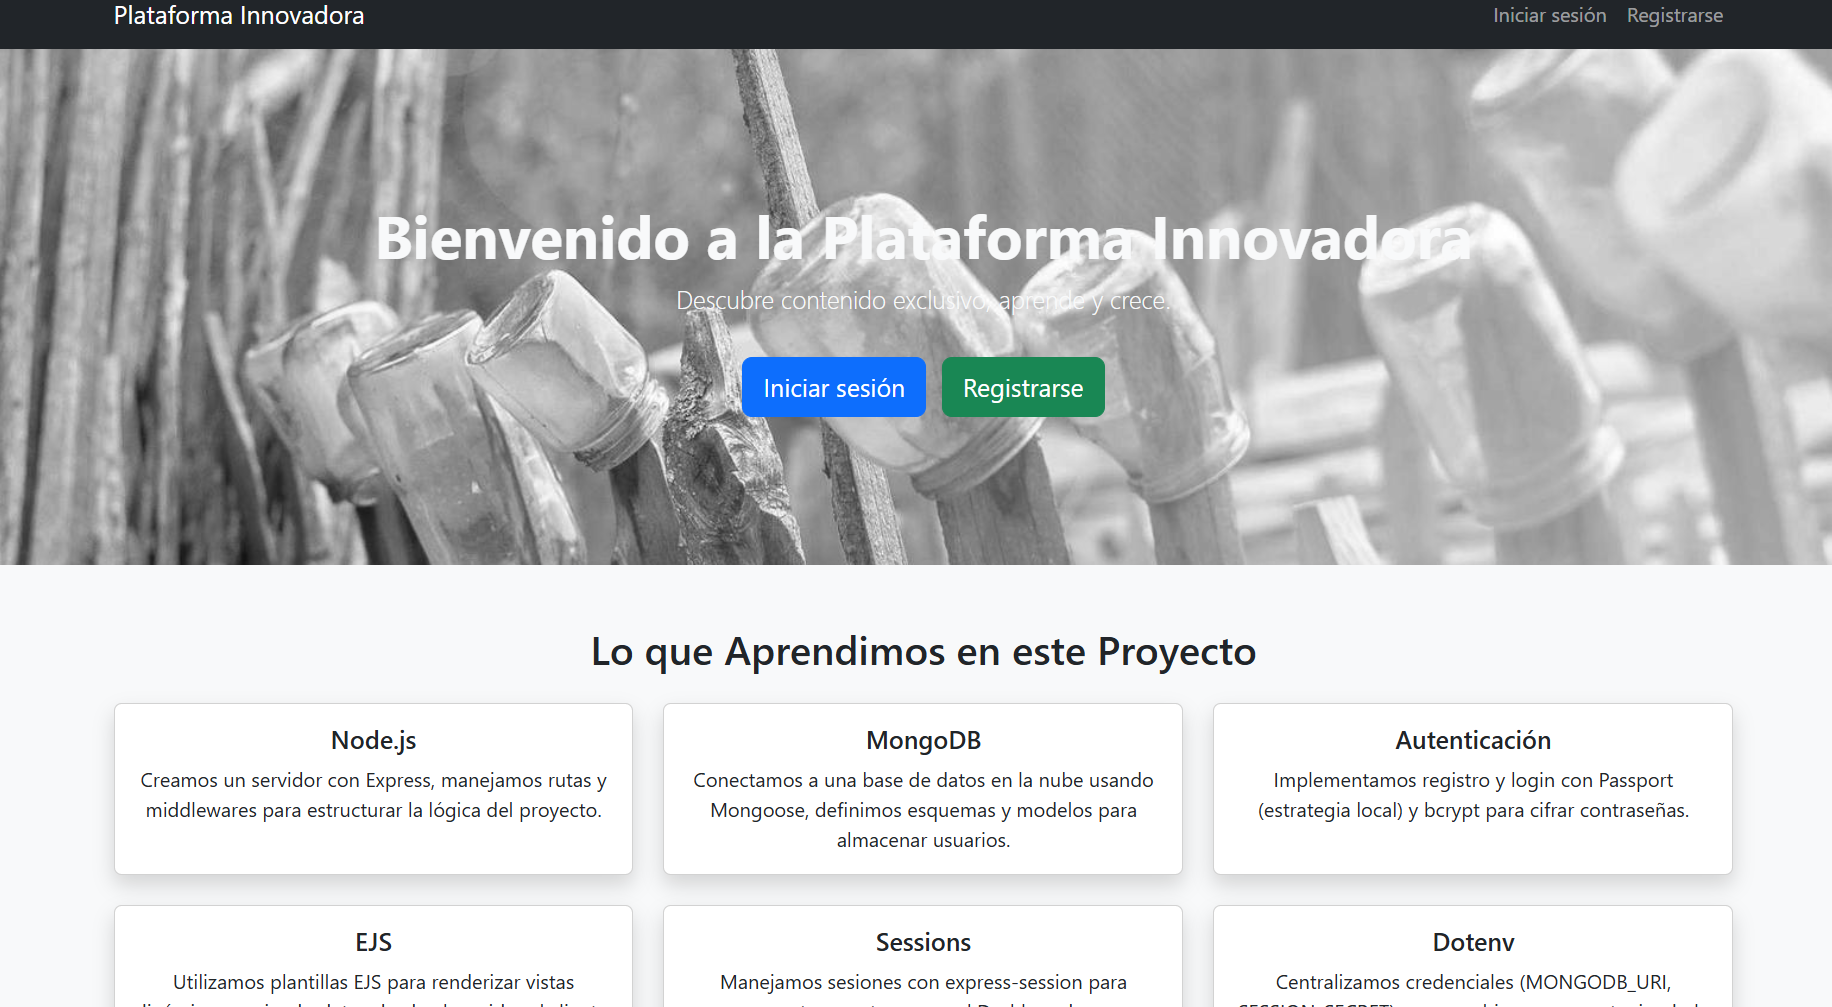 Plataforma Innovadora
Iniciar sesión Registrarse
Bienvenido a la Plataforma Innovadora
Descubre contenido exclusivo, aprende y crece.
Iniciar sesión Registrarse
Lo que Aprendimos en este Proyecto
Node.js
Creamos un servidor con Express, manejamos rutas y
middlewares para estructurar la lógica del proyecto.
MongoDB
Conectamos a una base de datos en la nube usando
Mongoose, definimos esquemas y modelos para
almacenar usuarios.
Autenticación
Implementamos registro y login con Passport
(estrategia local) y bcrypt para cifrar contraseñas.
EJS
Utilizamos plantillas EJS para renderizar vistas
Sessions
Manejamos sesiones con express-session para
Dotenv
Centralizamos credenciales (MONGODB_URI,